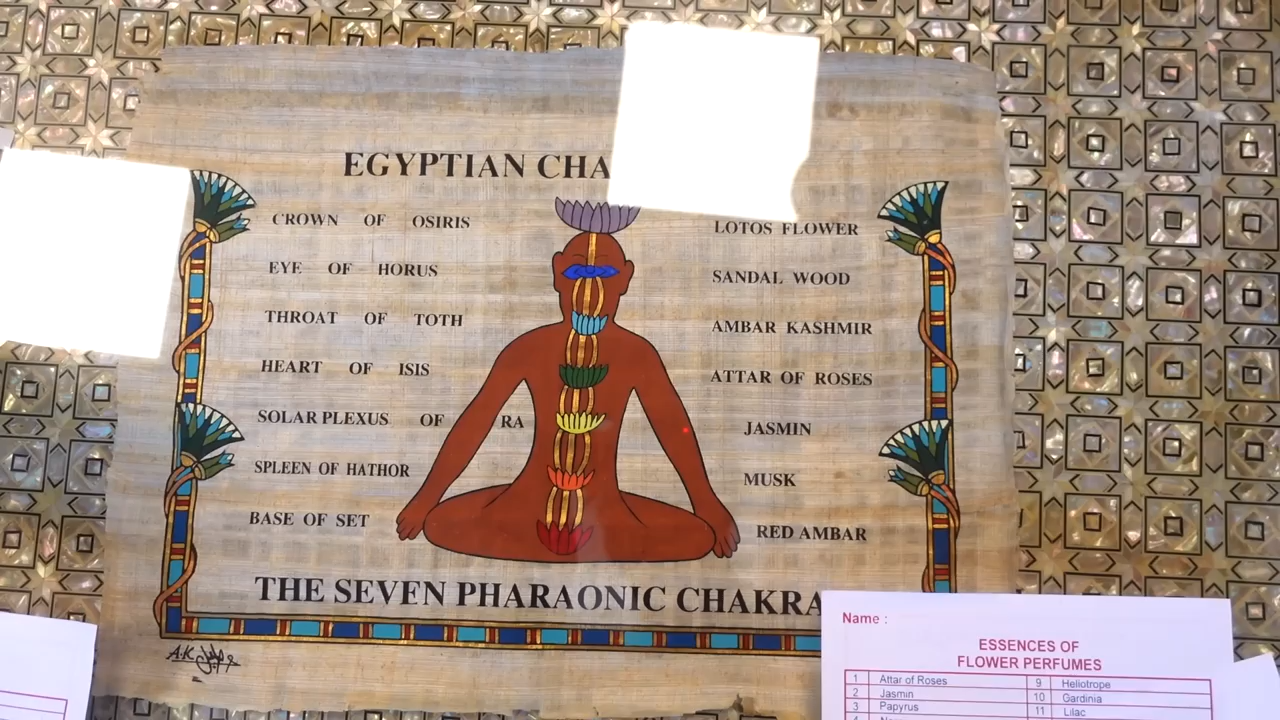 EGYPTIAN CHA
CROWN OF OSIRIS
LOTOS FLOWER
EYE OF HORUS
SANDAL WOOD
THROAT OF TOTH
AMBAR KASHMIR
HEART OF ISIS
ATTAR OF ROSES
SOLAR PLEXUS OF RA
JASMIN
SPLEEN OF HATHOR
MUSK
BASE OF SET
RED AMBAR
THE SEVEN PHARAONIC CHAKRA
A.K
Name :
ESSENCES OF
FLOWER PERFUMES
1 Attar of Roses 9 Heliotrope
2 Jasmin 10 Gardinia
3 Papyrus 11 Lilac